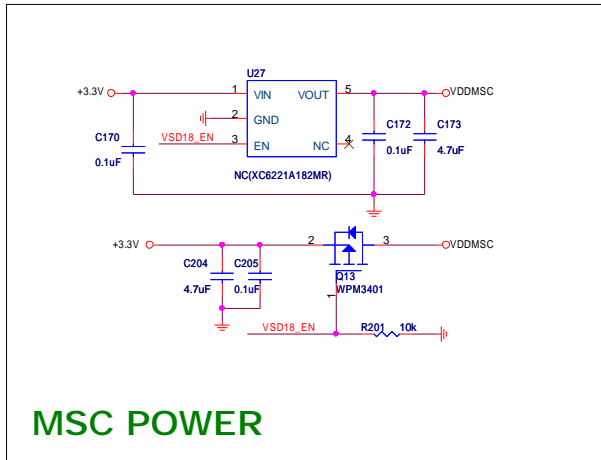 U27
+3.3V
1
VIN
VOUT
5
VDDMSC
2
GND
C170
0.1uF
VSD18_EN
3
EN
NC
4
C172
0.1uF
C173
4.7uF
NC(XC6221A182MR)
+3.3V
2
3
VDDMSC
C204
4.7uF
C205
0.1uF
Q13
WPM3401
1
VSD18_EN
R201
10k
MSC POWER